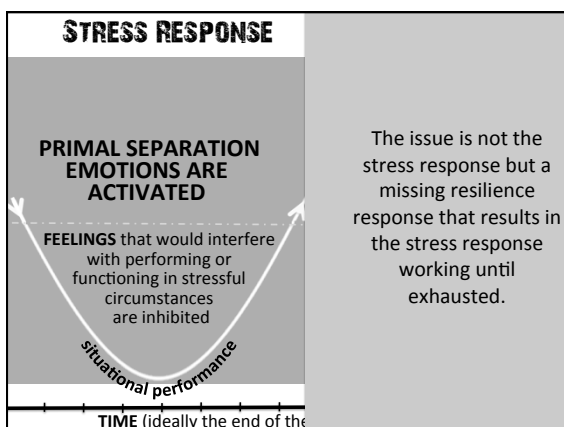 STRESS RESPONSE
PRIMAL SEPARATION
EMOTIONS ARE
ACTIVATED
FEELINGS that would interfere
with performing or
functioning in stressful
circumstances
are inhibited
situational performance
TIME (ideally the end of the
The issue is not the
stress response but a
missing resilience
response that results in
the stress response
working until
exhausted.